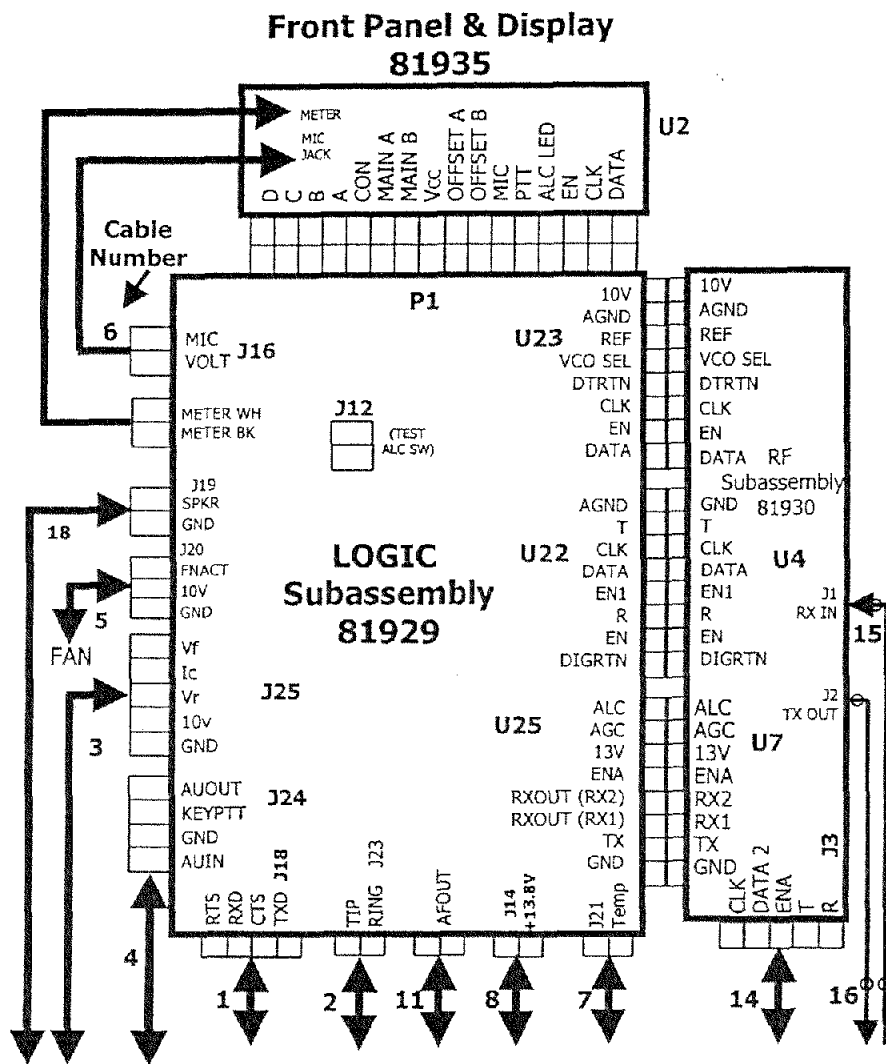 Front Panel & Display
81935
METER
MIC
JACK
D
C
B
A
CON
MAIN A
MAIN B
Vcc
OFFSET A
OFFSET B
MIC
PTT
ALC LED
EN
CLK
DATA
U2
Cable
Number
6
MIC
VOLT
J16
METER WH
METER BK
J12
(TEST
ALC SW)
P1
J19
SPKR
GND
18
J20
FNACT
10V
GND
5
FAN
LOGIC
Subassembly
81929
Vf
Ic
Vr
10v
GND
J25
3
AUOUT
KEYPTT
GND
AUIN
J24
4
10V
AGND
REF
VCO SEL
DTRTN
CLK
EN
DATA
U23
AGND
T
CLK
DATA
EN1
R
EN
DIGRTN
U22
ALC
AGC
13V
ENA
RXOUT (RX2)
RXOUT (RX1)
TX
GND
U25
10V
AGND
REF
VCO SEL
DTRTN
CLK
EN
DATA
RF
Subassembly
81930
GND
T
CLK
DATA
EN1
R
EN
DIGRTN
U4
J1
RX IN
15
J2
TX OUT
ALC
AGC
13V
ENA
RX2
RX1
TX
GND
U7
J3
CLK
DATA 2
ENA
T
R
RTS
RXD
CTS
TXD
J18
TIP
RING
J23
AFOUT
J14
+13.8V
J21
Temp
1
2
11
8
7
14
16